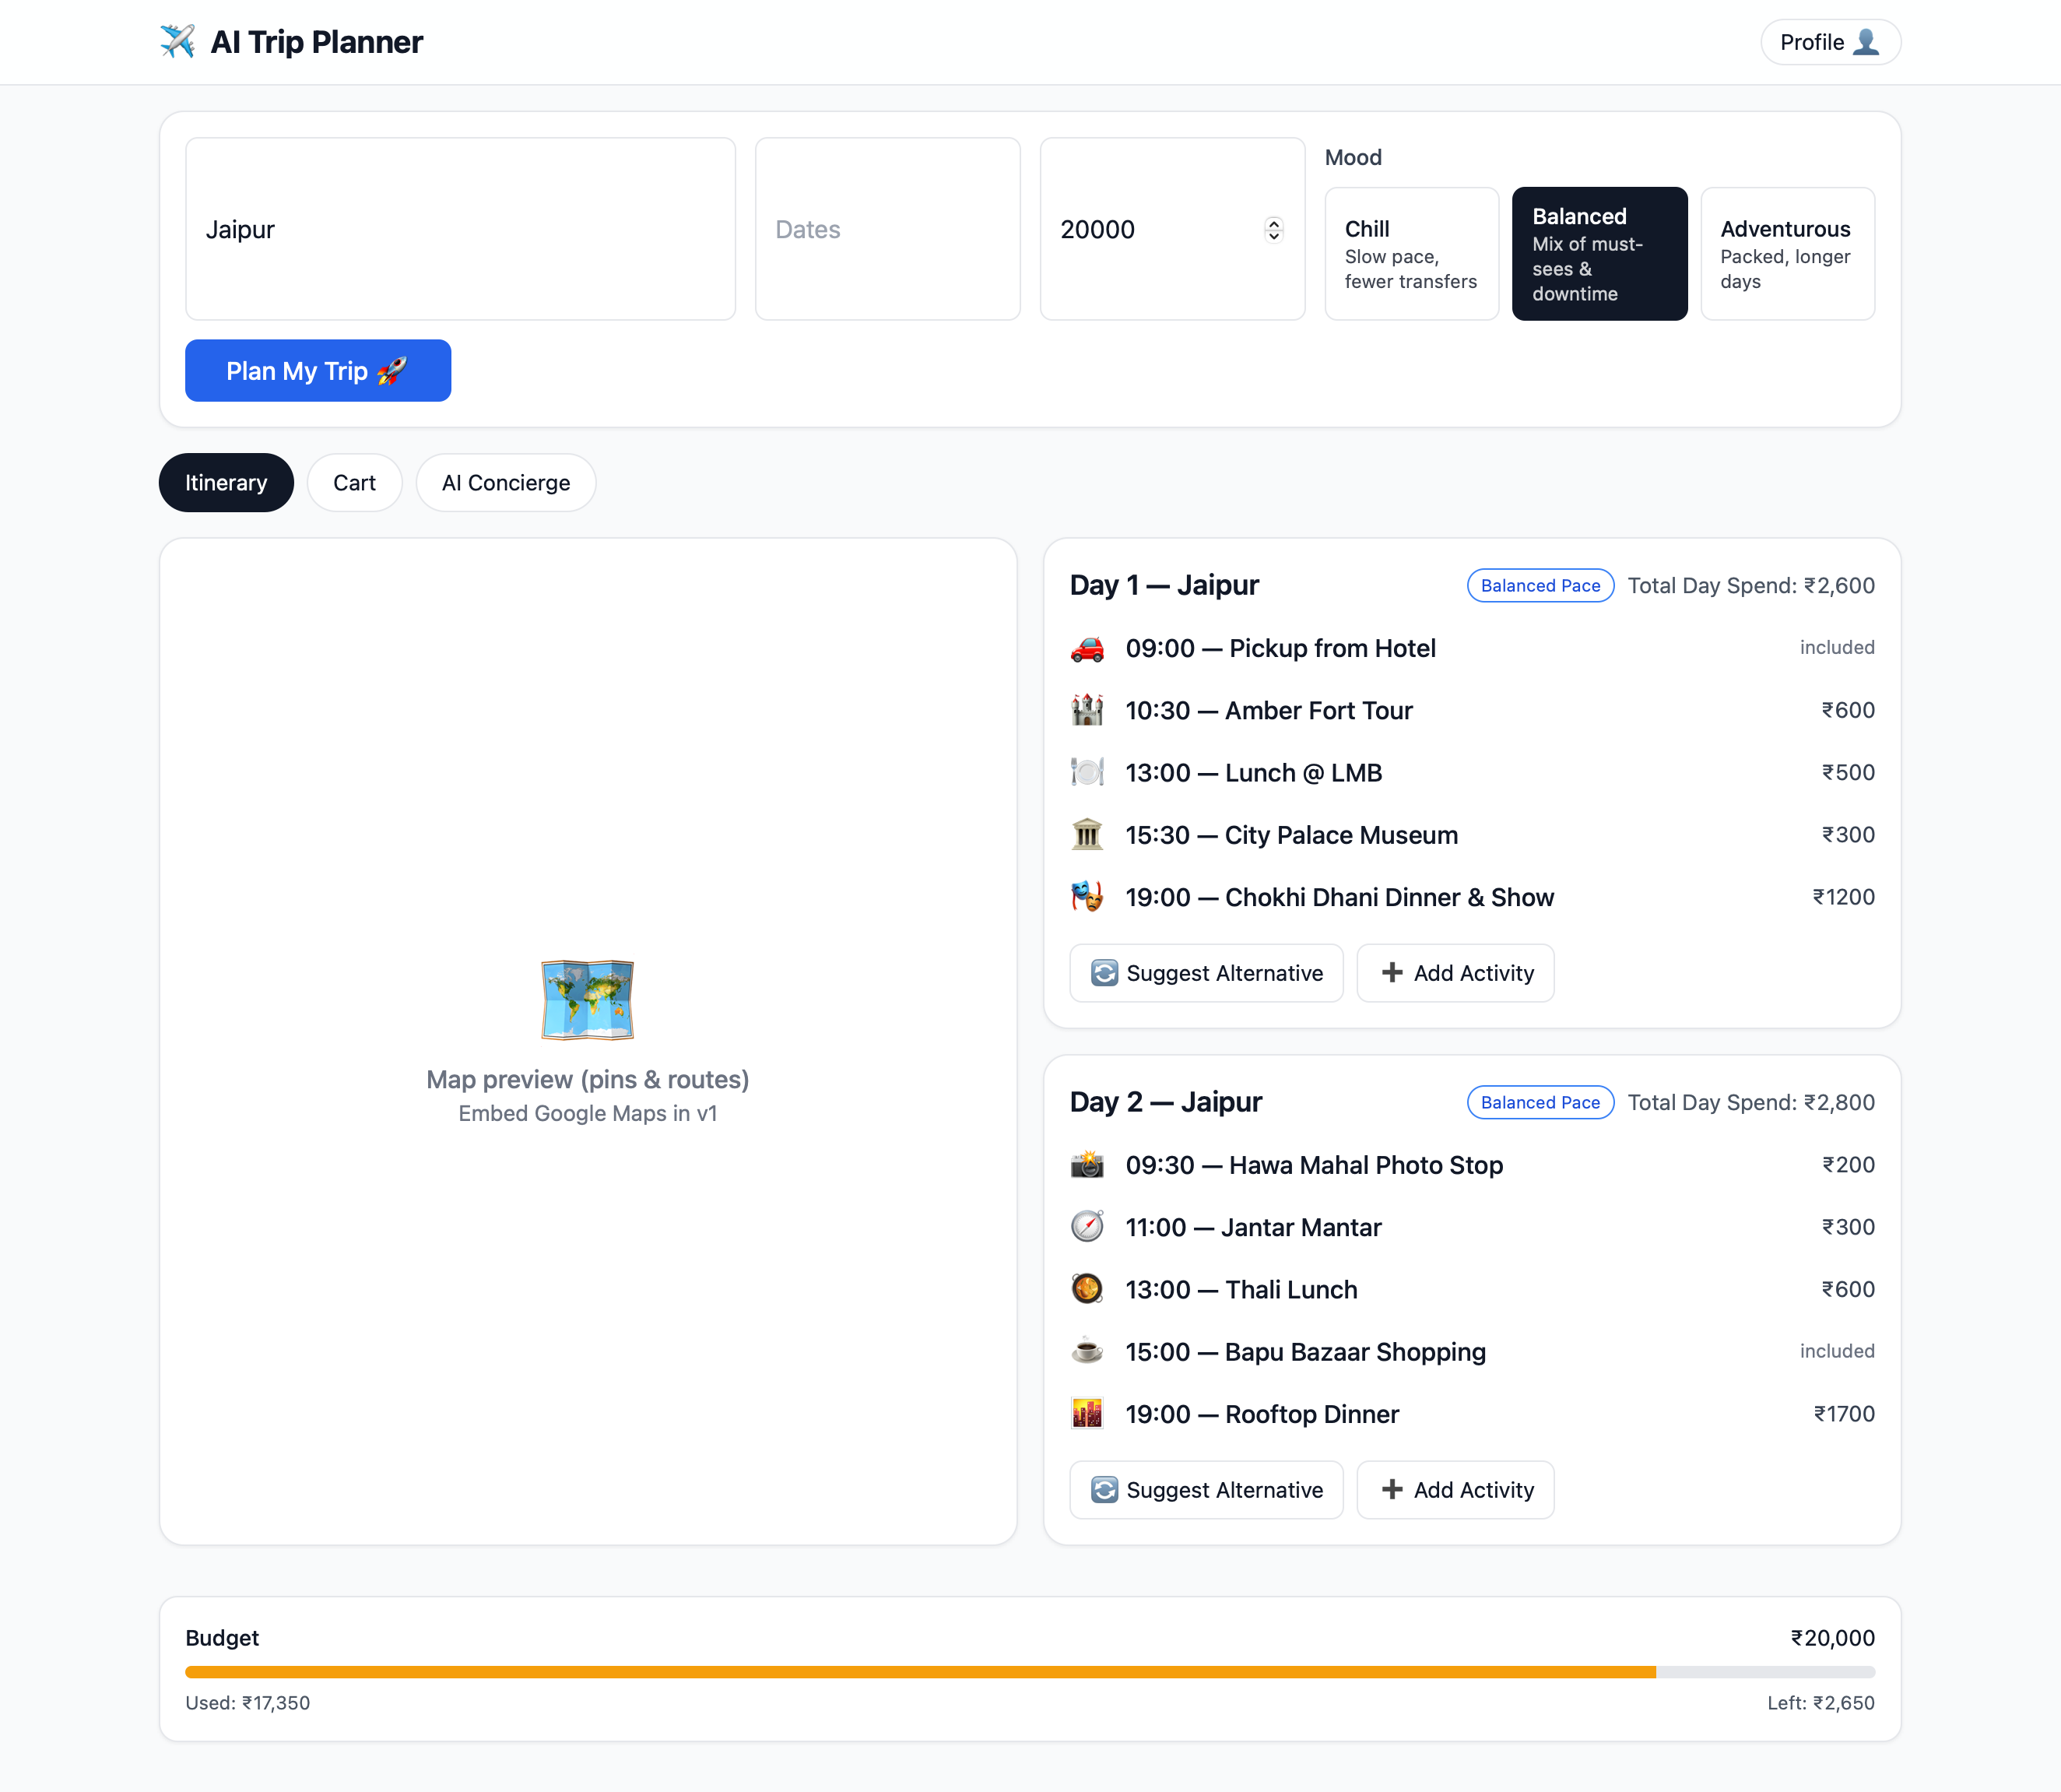 AI Trip Planner
Profile
Jaipur
Dates
20000
Mood
Chill
Slow pace,
fewer transfers
Balanced
Mix of must-
sees &
downtime
Adventurous
Packed, longer
days
Plan My Trip
Itinerary
Cart
AI Concierge
Map preview (pins & routes)
Embed Google Maps in v1
Day 1 — Jaipur
Balanced Pace
Total Day Spend: ₹2,600
09:00 — Pickup from Hotel
included
10:30 — Amber Fort Tour
₹600
13:00 — Lunch @ LMB
₹500
15:30 — City Palace Museum
₹300
19:00 — Chokhi Dhani Dinner & Show
₹1200
Suggest Alternative
Add Activity
Day 2 — Jaipur
Balanced Pace
Total Day Spend: ₹2,800
09:30 — Hawa Mahal Photo Stop
₹200
11:00 — Jantar Mantar
₹300
13:00 — Thali Lunch
₹600
15:00 — Bapu Bazaar Shopping
included
19:00 — Rooftop Dinner
₹1700
Suggest Alternative
Add Activity
Budget
₹20,000
Used: ₹17,350
Left: ₹2,650